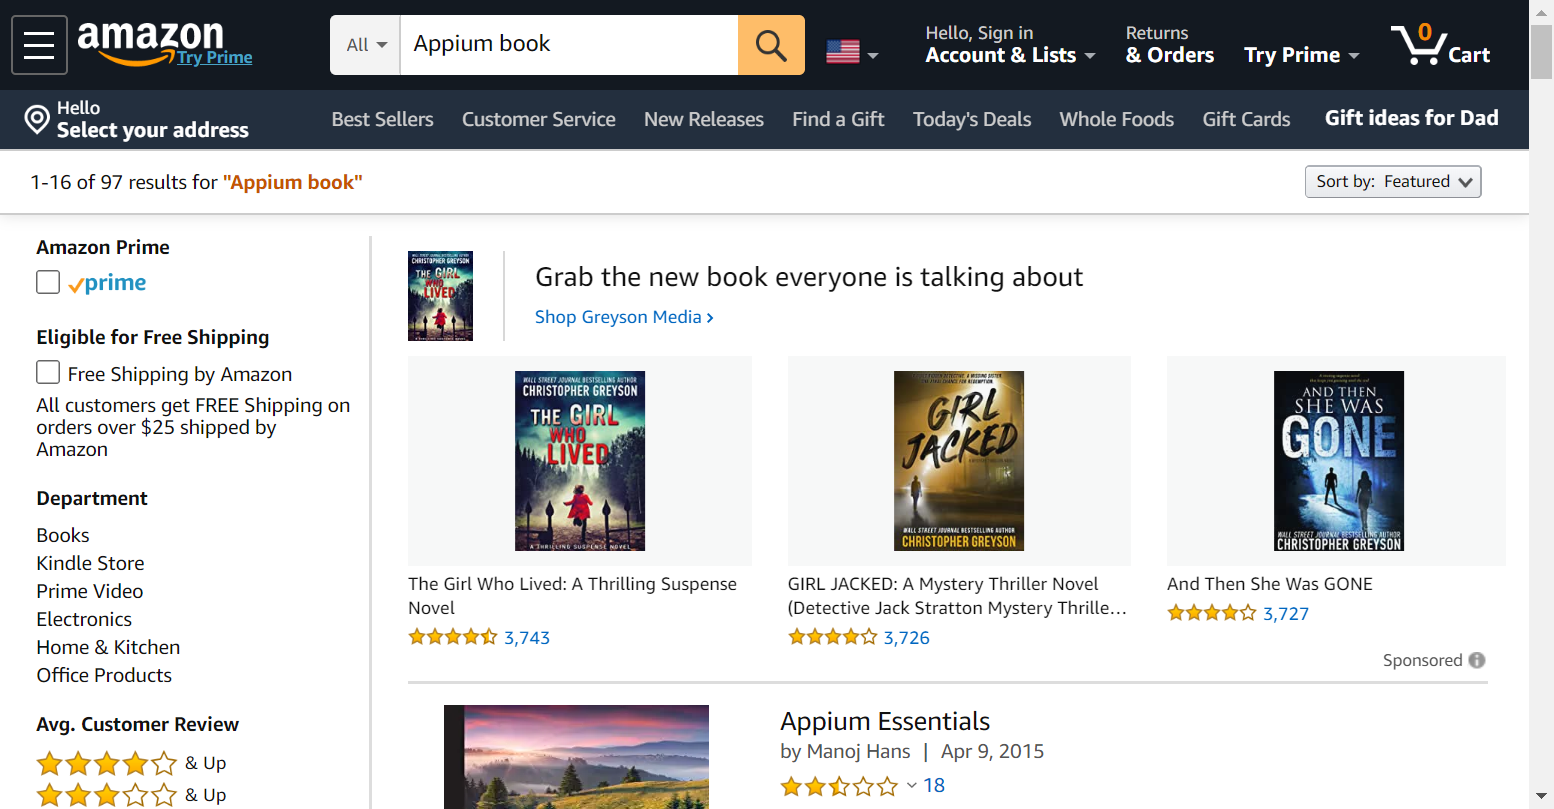 amazon
Try Prime
All
Appium book
Hello, Sign in
Account & Lists
Returns
& Orders
Try Prime
0
Cart
Hello
Select your address
Best Sellers
Customer Service
New Releases
Find a Gift
Today's Deals
Whole Foods
Gift Cards
Gift ideas for Dad
1-16 of 97 results for "Appium book"
Sort by: Featured
Amazon Prime
prime
Eligible for Free Shipping
Free Shipping by Amazon
All customers get FREE Shipping on
orders over $25 shipped by
Amazon
Department
Books
Kindle Store
Prime Video
Electronics
Home & Kitchen
Office Products
Avg. Customer Review
& Up
& Up
CHRISTOPHER GREYSON
THE GIRL
WHO
LIVED
Grab the new book everyone is talking about
Shop Greyson Media ›
WALL STREET JOURNAL BESTSELLING AUTHOR
CHRISTOPHER GREYSON
THE GIRL
WHO
LIVED
A THRILLING SUSPENSE NOVEL
The Girl Who Lived: A Thrilling Suspense
Novel
3,743
GIRL
JACKED
WALL STREET JOURNAL BESTSELLING AUTHOR
CHRISTOPHER GREYSON
GIRL JACKED: A Mystery Thriller Novel
(Detective Jack Stratton Mystery Thrille…
3,726
AND THEN
SHE WAS
GONE
WALL STREET JOURNAL BESTSELLING AUTHOR
CHRISTOPHER GREYSON
And Then She Was GONE
3,727
Sponsored
Appium Essentials
by Manoj Hans | Apr 9, 2015
18